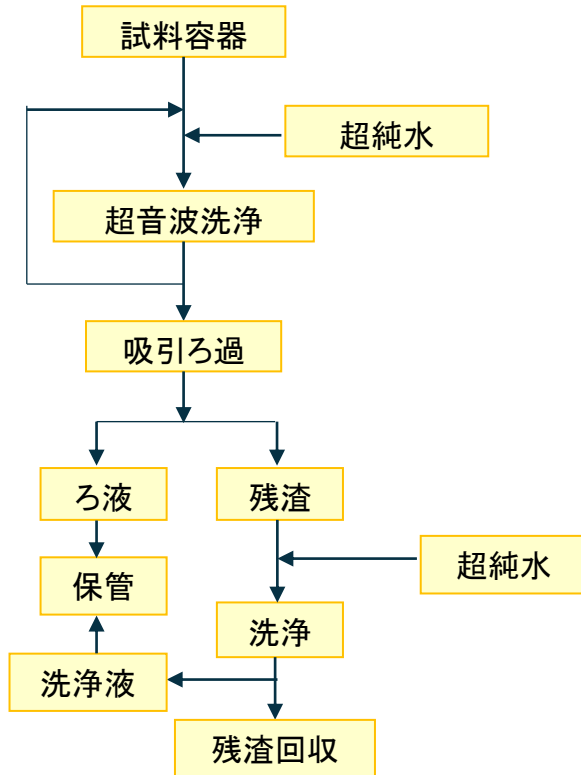 試料容器
超純水
超音波洗浄
吸引ろ過
ろ液
残渣
超純水
保管
洗浄
洗浄液
残渣回収